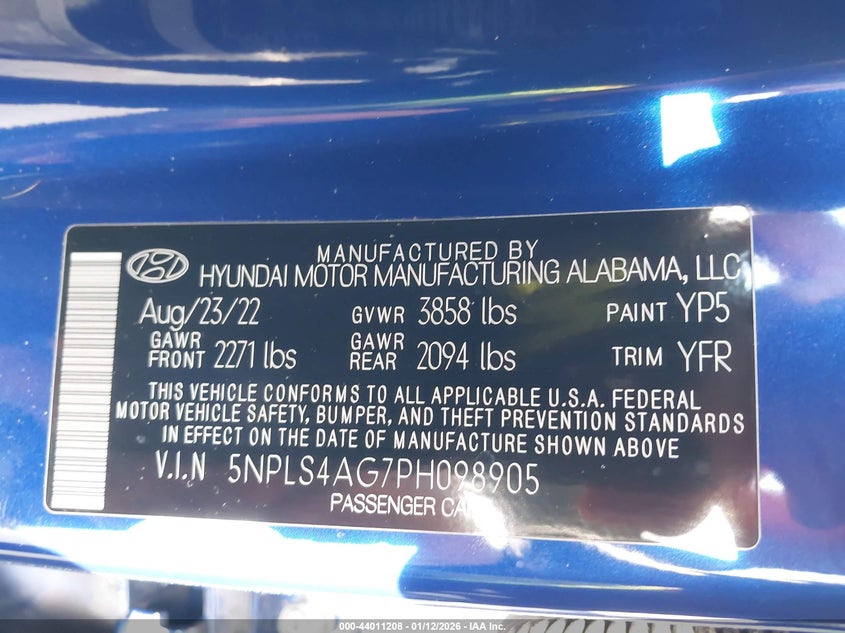 MANUFACTURED BY
HYUNDAI MOTOR MANUFACTURING ALABAMA, LLC
Aug/23/22 GVWR 3858 lbs PAINT YP5
GAWR FRONT 2271 lbs GAWR REAR 2094 lbs TRIM YFR
THIS VEHICLE CONFORMS TO ALL APPLICABLE U.S.A. FEDERAL
MOTOR VEHICLE SAFETY, BUMPER, AND THEFT PREVENTION STANDARDS
IN EFFECT ON THE DATE OF MANUFACTURE SHOWN ABOVE
V.I.N 5NPLS4AG7PH098905
PASSENGER CAR
000-44011208 - 01/12/2026 - IAA Inc.